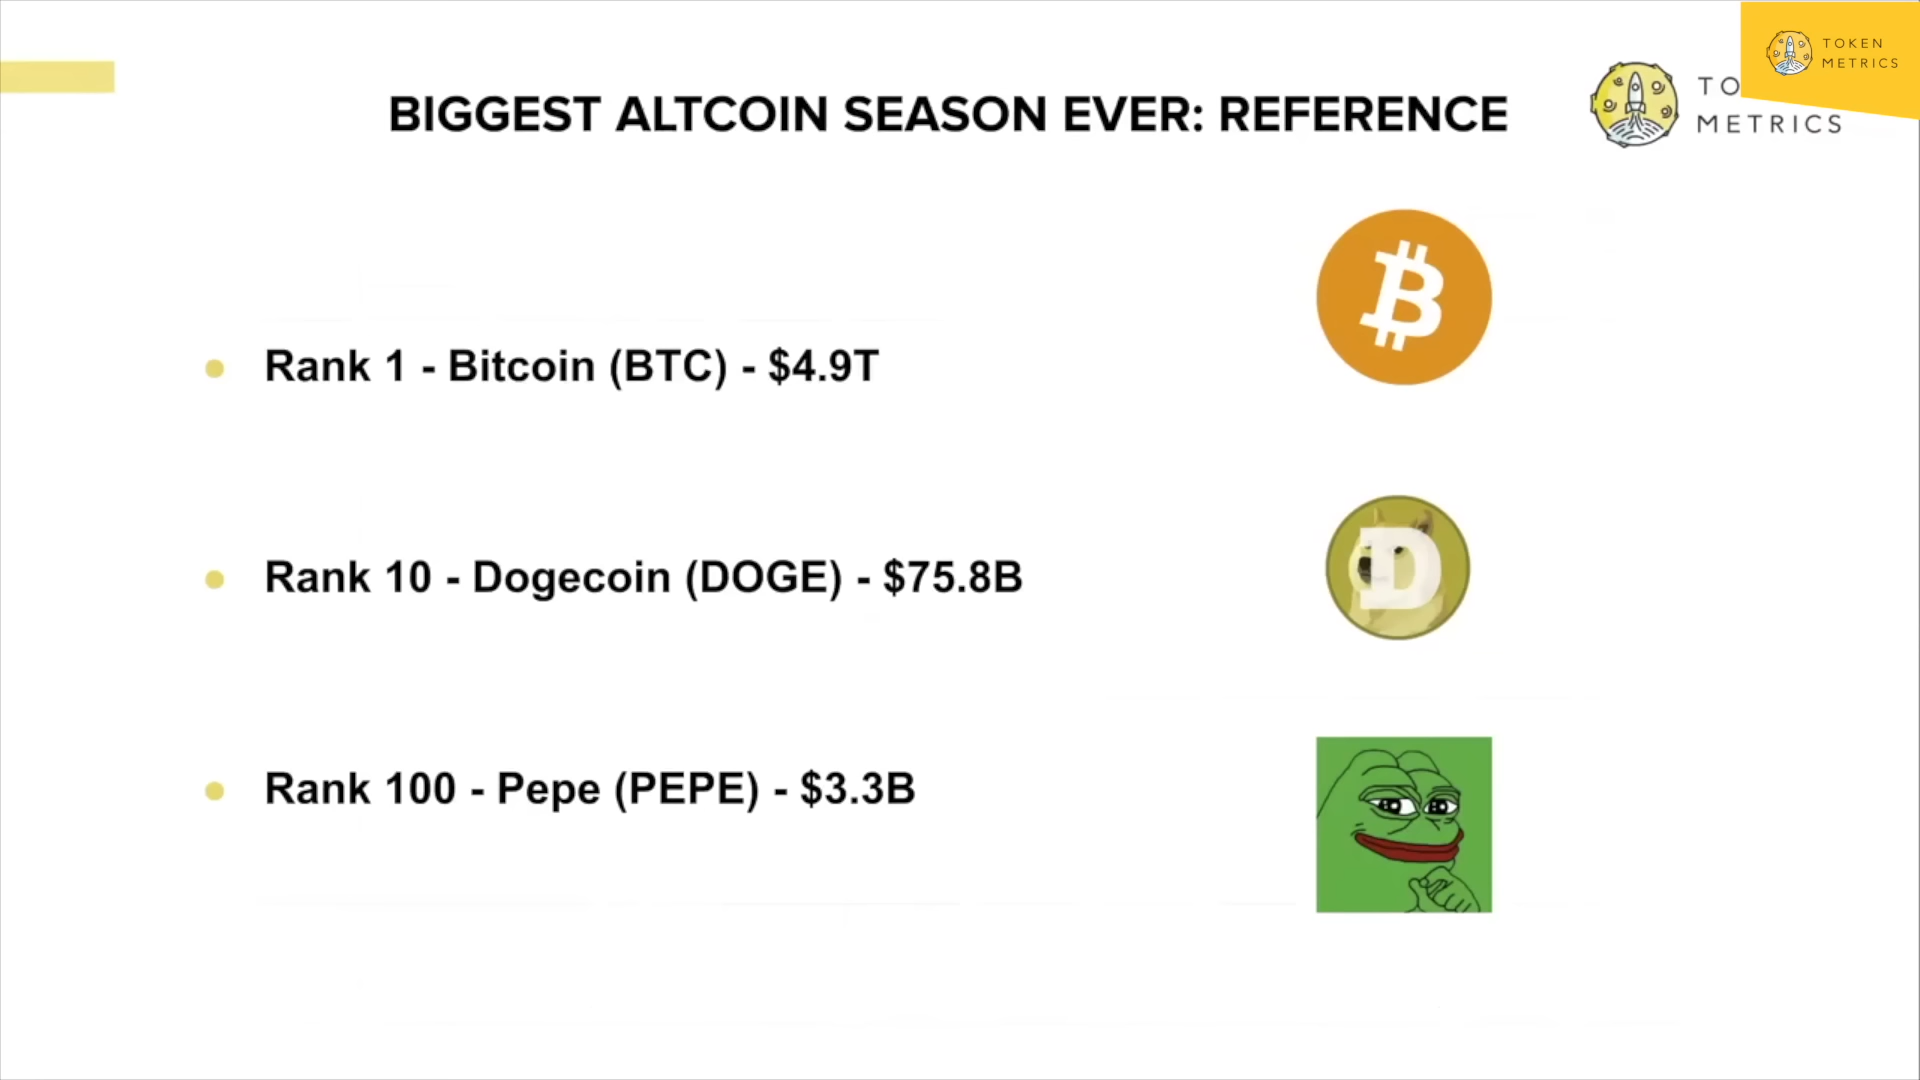 BIGGEST ALTCOIN SEASON EVER: REFERENCE
TO
METRICS
TOKEN
METRICS
Rank 1 - Bitcoin (BTC) - $4.9T
Rank 10 - Dogecoin (DOGE) - $75.8B
D
Rank 100 - Pepe (PEPE) - $3.3B